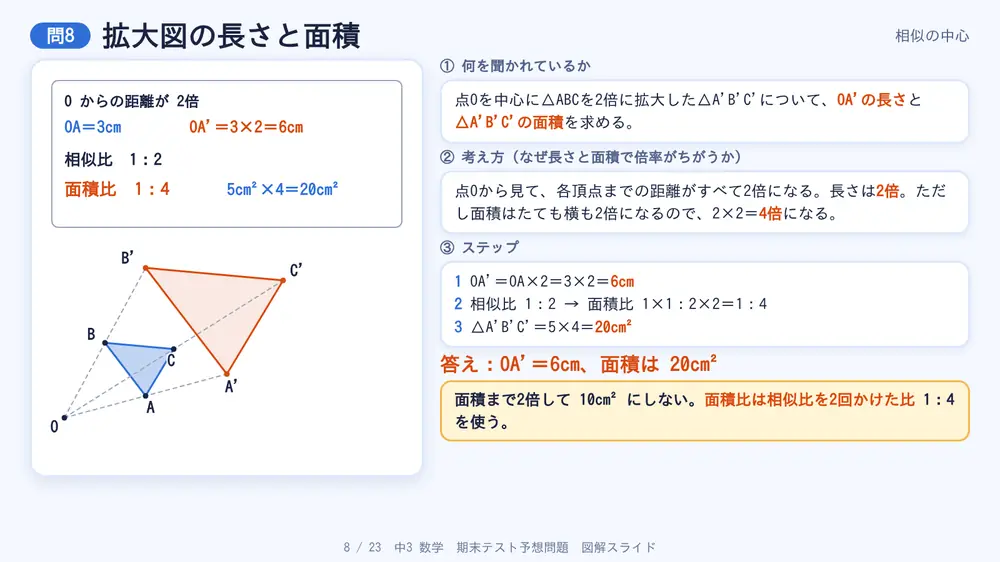 問8 拡大図の長さと面積
相似の中心
O からの距離が 2倍
OA=3cm OA'=3×2=6cm
相似比 1:2
面積比 1:4 5cm²×4=20cm²
B'
C'
B
C
A'
A
O
① 何を聞かれているか
点Oを中心に△ABCを2倍に拡大した△A'B'C'について、OA'の長さと
△A'B'C'の面積を求める。
② 考え方（なぜ長さと面積で倍率がちがうか）
点Oから見て、各頂点までの距離がすべて2倍になる。長さは2倍。ただ
し面積はたても横も2倍になるので、2×2=4倍になる。
③ ステップ
1 OA'=OA×2=3×2=6cm
2 相似比 1:2 → 面積比 1×1:2×2=1:4
3 △A'B'C'=5×4=20cm²
答え:OA'=6cm、面積は 20cm²
面積まで2倍して 10cm² にしない。面積比は相似比を2回かけた比 1:4
を使う。
8 / 23 中3 数学 期末テスト予想問題 図解スライド